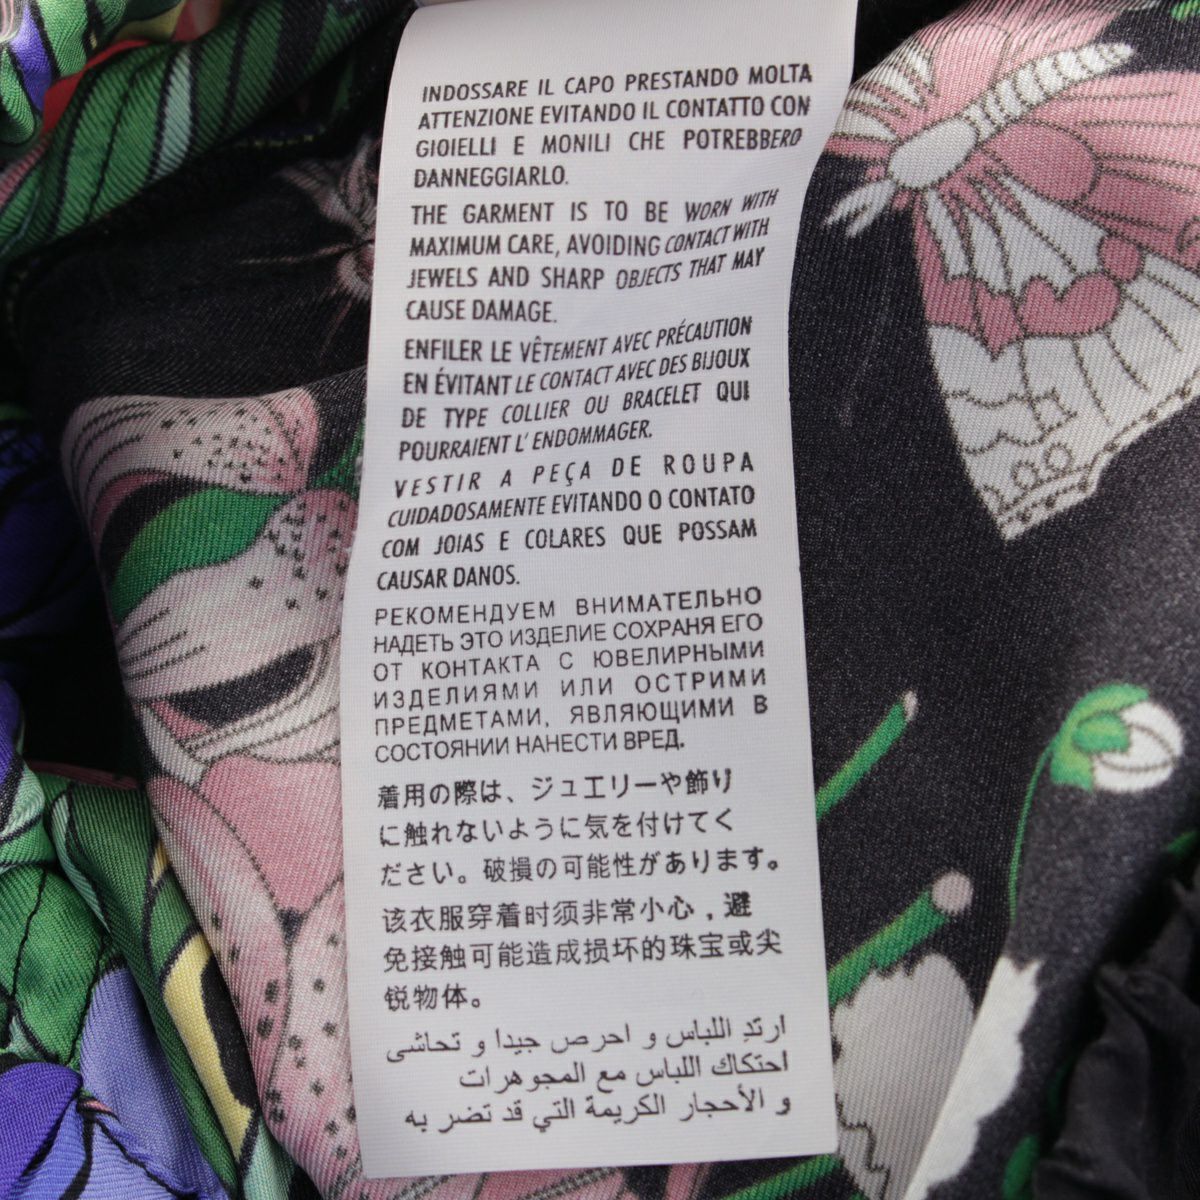 INDOSSARE IL CAPO PRESTANDO MOLTA
ATTENZIONE EVITANDO IL CONTATTO CON
GIOIELLI E MONILI CHE POTREBBERO
DANNEGGIARLO.
THE GARMENT IS TO BE WORN WITH
MAXIMUM CARE, AVOIDING CONTACT WITH
JEWELS AND SHARP OBJECTS THAT MAY
CAUSE DAMAGE.
ENFILER LE VÊTEMENT AVEC PRÉCAUTION
EN ÉVITANT LE CONTACT AVEC DES BIJOUX
DE TYPE COLLIER OU BRACELET QUI
POURRAIENT L' ENDOMMAGER.
VESTIR A PEÇA DE ROUPA
CUIDADOSAMENTE EVITANDO O CONTATO
COM JOIAS E COLARES QUE POSSAM
CAUSAR DANOS.
РЕКОМЕНДУЕМ ВНИМАТЕЛЬНО
НАДЕТЬ ЭТО ИЗДЕЛИЕ СОХРАНЯ ЕГО
ОТ КОНТАКТА С ЮВЕЛИРНЫМИ
ИЗДЕЛИЯМИ ИЛИ ОСТРИМИ
ПРЕДМЕТАМИ, ЯВЛЯЮЩИМИ В
СОСТОЯНИИ НАНЕСТИ ВРЕД.
着用の際は、ジュエリーや飾り
に触れないように気を付けてく
ださい。破損の可能性があります。
该衣服穿着时须非常小心，避
免接触可能造成损坏的珠宝或尖
锐物体。
ارتدِ اللباس و احرص جيدا و تحاشى
احتكاك اللباس مع المجوهرات
و الأحجار الكريمة التي قد تضر به